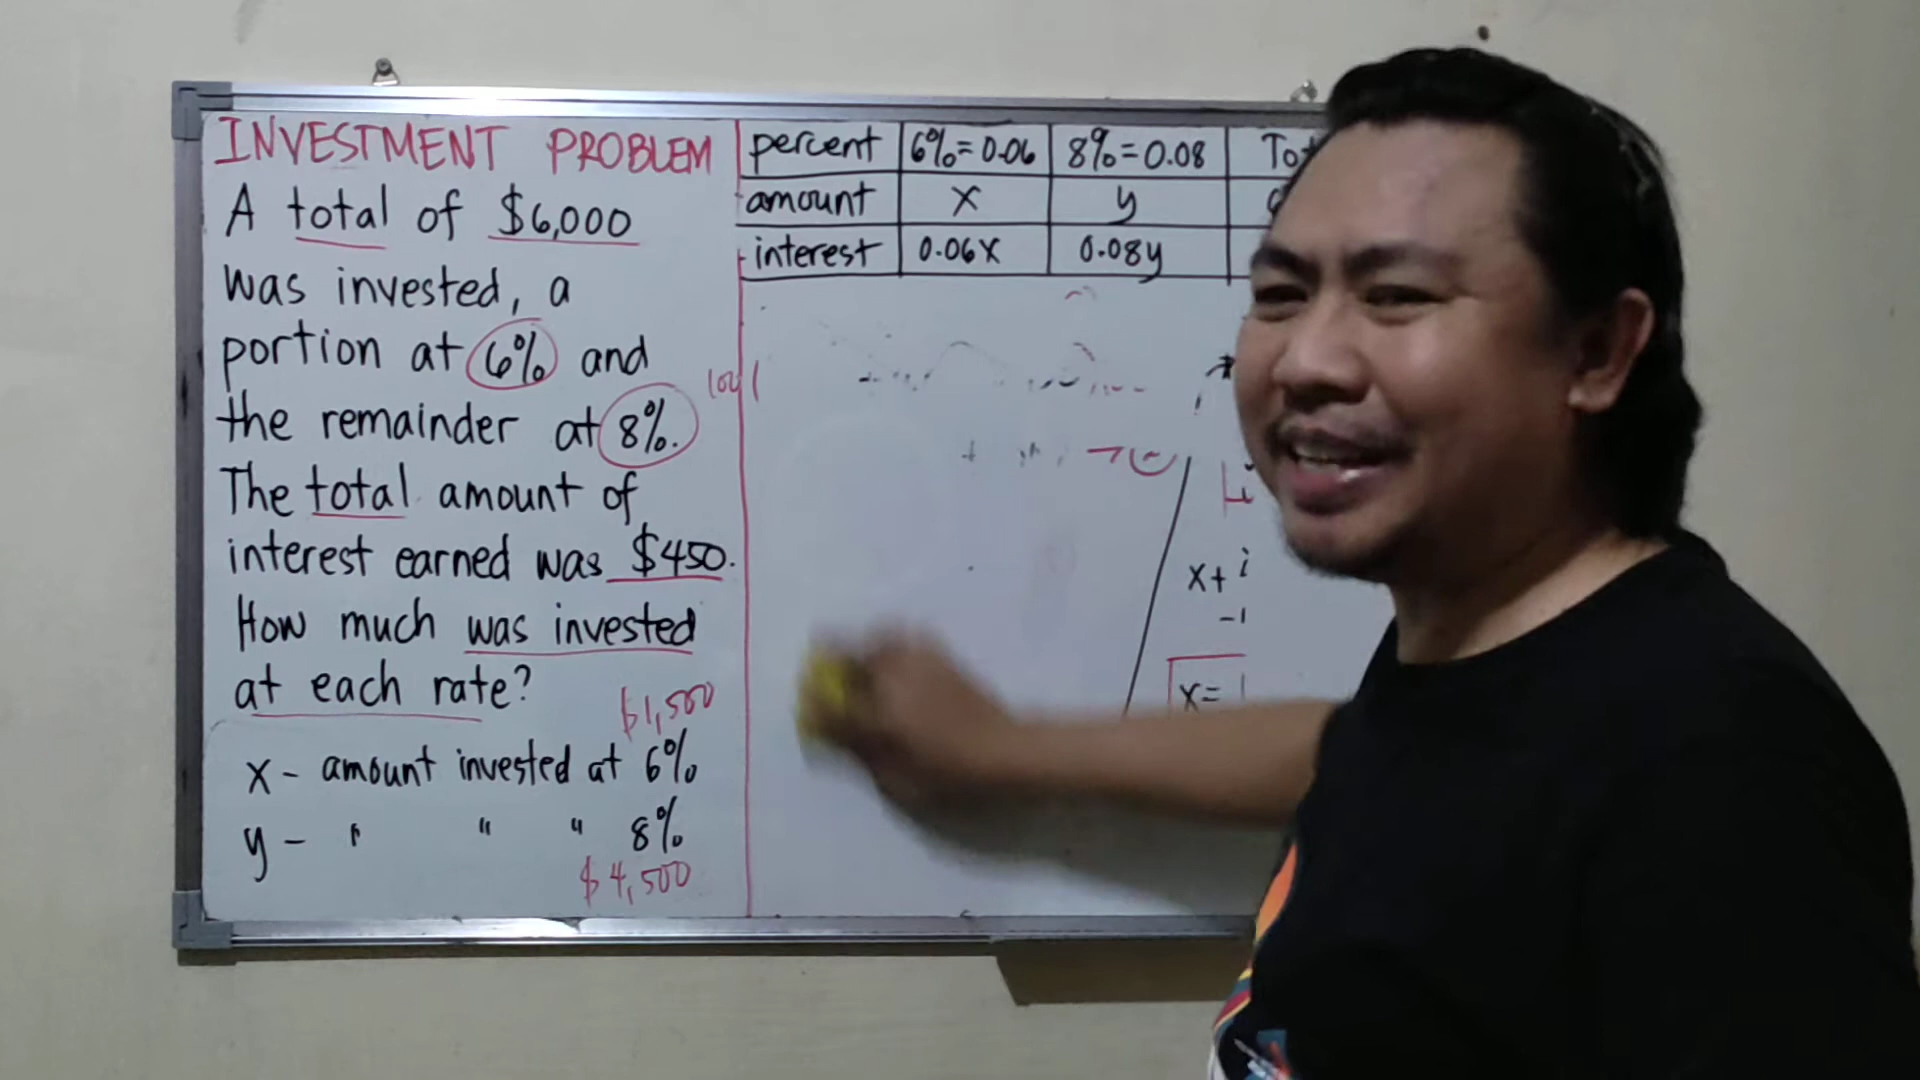 INVESTMENT PROBLEM
A total of $6,000
was invested, a
portion at 6% and
the remainder at 8%.
The total amount of
interest earned was $450.
How much was invested
at each rate?
$1,500
x - amount invested at 6%
y - " " " 8%
$4,500
percent 6%=0.06 8%=0.08
amount x y
interest 0.06x 0.08y
100(
x+
-1
x=